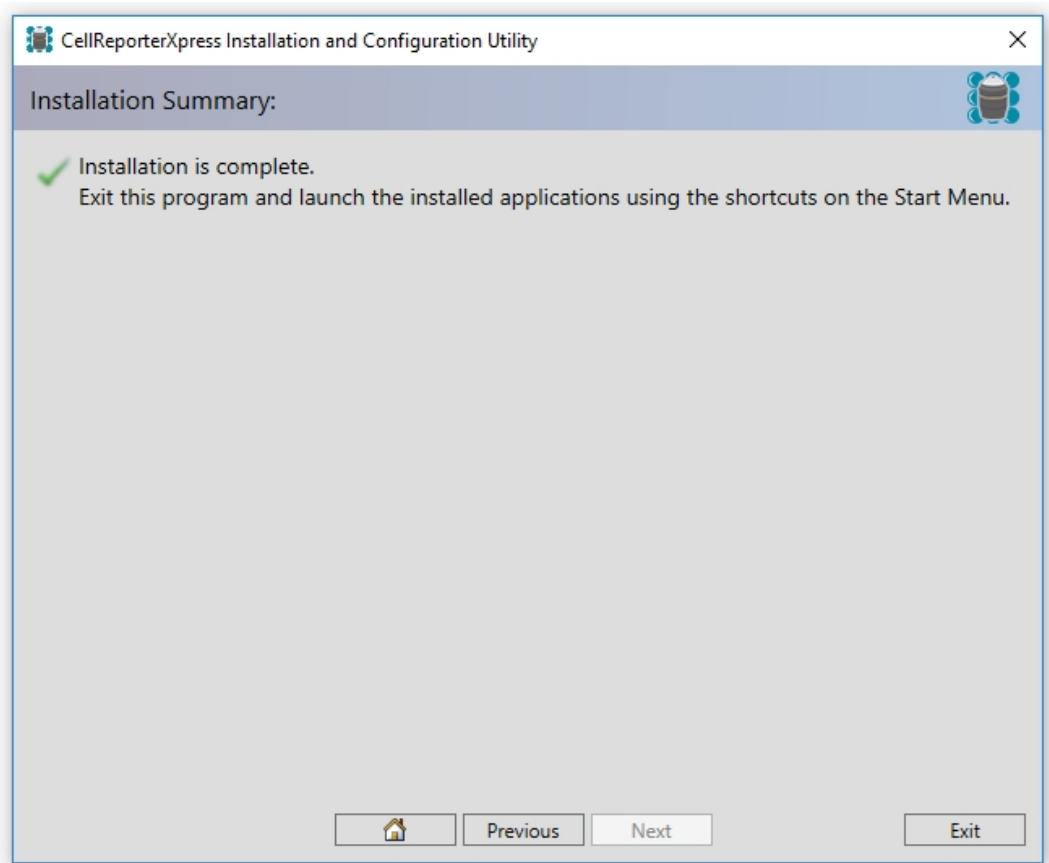 CellReporterXpress Installation and Configuration Utility
Installation Summary:
Installation is complete.
Exit this program and launch the installed applications using the shortcuts on the Start Menu.
Previous
Next
Exit